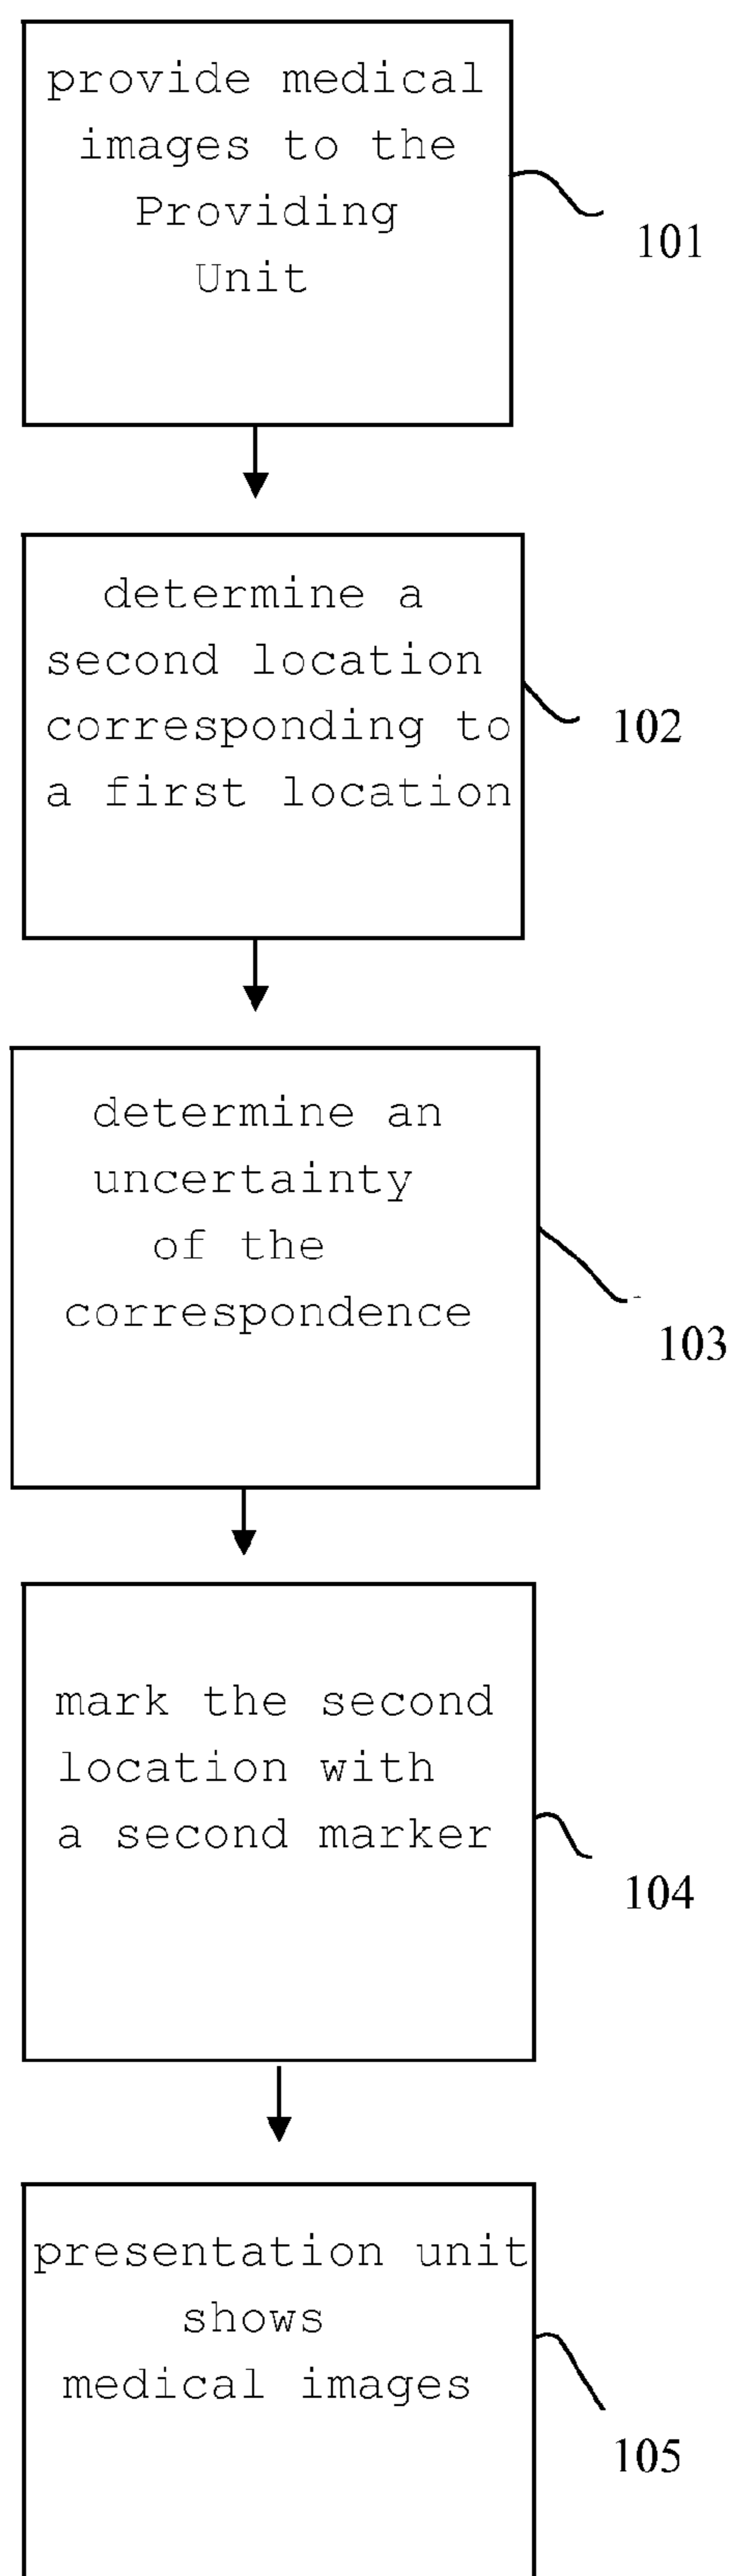 provide medical
images to the
Providing
Unit
101
determine a
second location
corresponding to
a first location
102
determine an
uncertainty
of the
correspondence
103
mark the second
location with
a second marker
104
presentation unit
shows
medical images
105